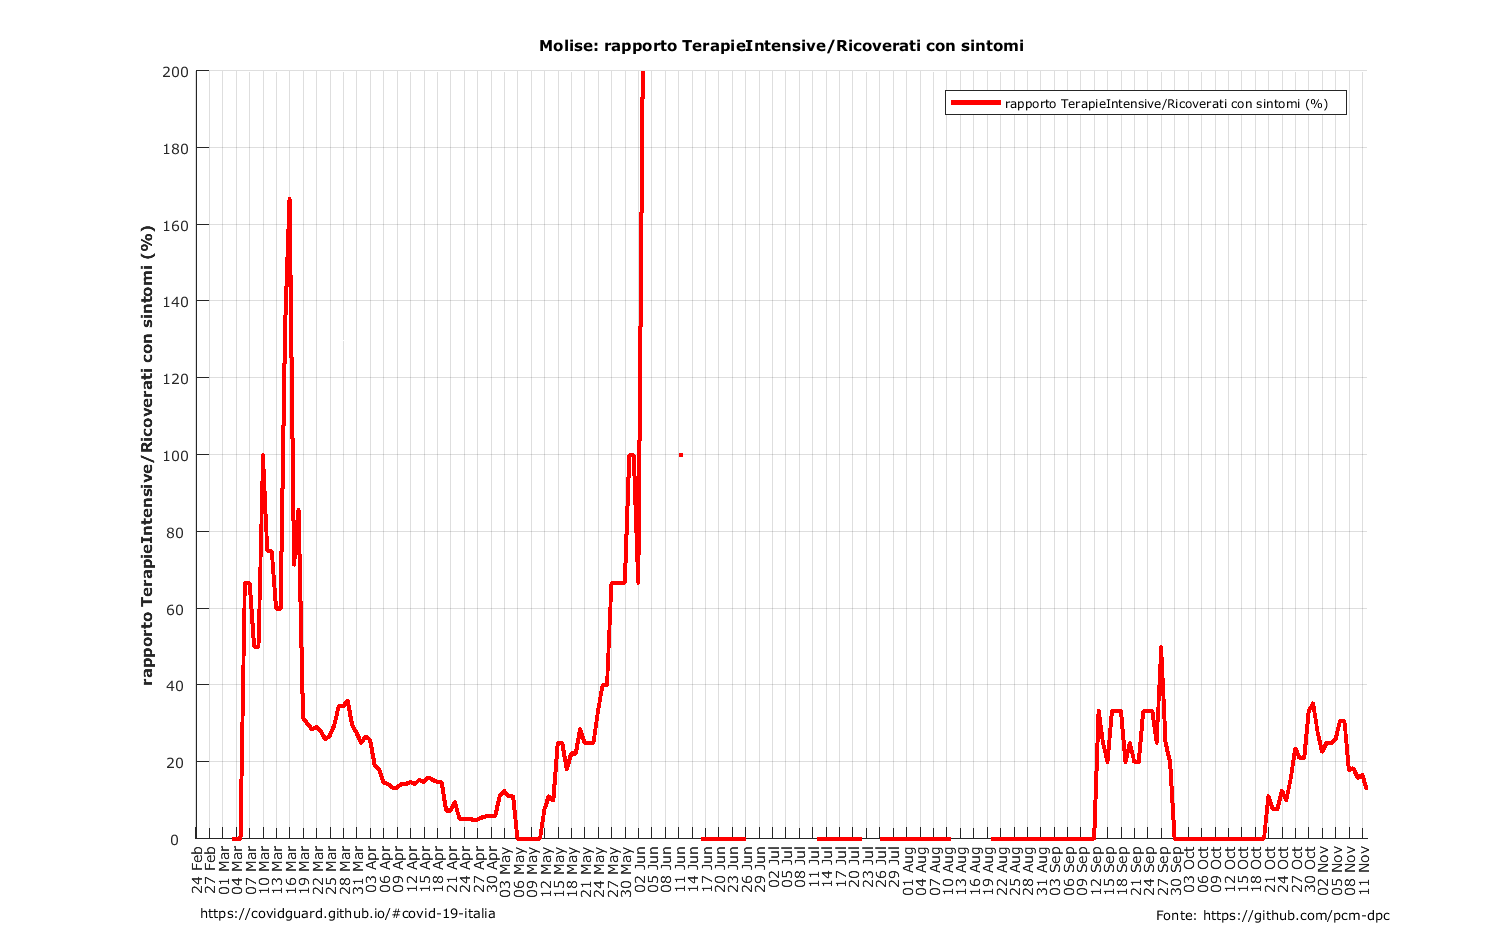 Molise: rapporto TerapieIntensive/Ricoverati con sintomi
rapporto TerapieIntensive/Ricoverati con sintomi (%)
rapporto TerapieIntensive/Ricoverati con sintomi (%)
200
180
160
140
120
100
80
60
40
20
0
24 Feb
27 Feb
01 Mar
04 Mar
07 Mar
10 Mar
13 Mar
16 Mar
19 Mar
22 Mar
25 Mar
28 Mar
31 Mar
03 Apr
06 Apr
09 Apr
12 Apr
15 Apr
18 Apr
21 Apr
24 Apr
27 Apr
30 Apr
03 May
06 May
09 May
12 May
15 May
18 May
21 May
24 May
27 May
30 May
02 Jun
05 Jun
08 Jun
11 Jun
14 Jun
17 Jun
20 Jun
23 Jun
26 Jun
29 Jun
02 Jul
05 Jul
08 Jul
11 Jul
14 Jul
17 Jul
20 Jul
23 Jul
26 Jul
29 Jul
01 Aug
04 Aug
07 Aug
10 Aug
13 Aug
16 Aug
19 Aug
22 Aug
25 Aug
28 Aug
31 Aug
03 Sep
06 Sep
09 Sep
12 Sep
15 Sep
18 Sep
21 Sep
24 Sep
27 Sep
30 Sep
03 Oct
06 Oct
09 Oct
12 Oct
15 Oct
18 Oct
21 Oct
24 Oct
27 Oct
30 Oct
02 Nov
05 Nov
08 Nov
11 Nov
https://covidguard.github.io/#covid-19-italia
Fonte: https://github.com/pcm-dpc